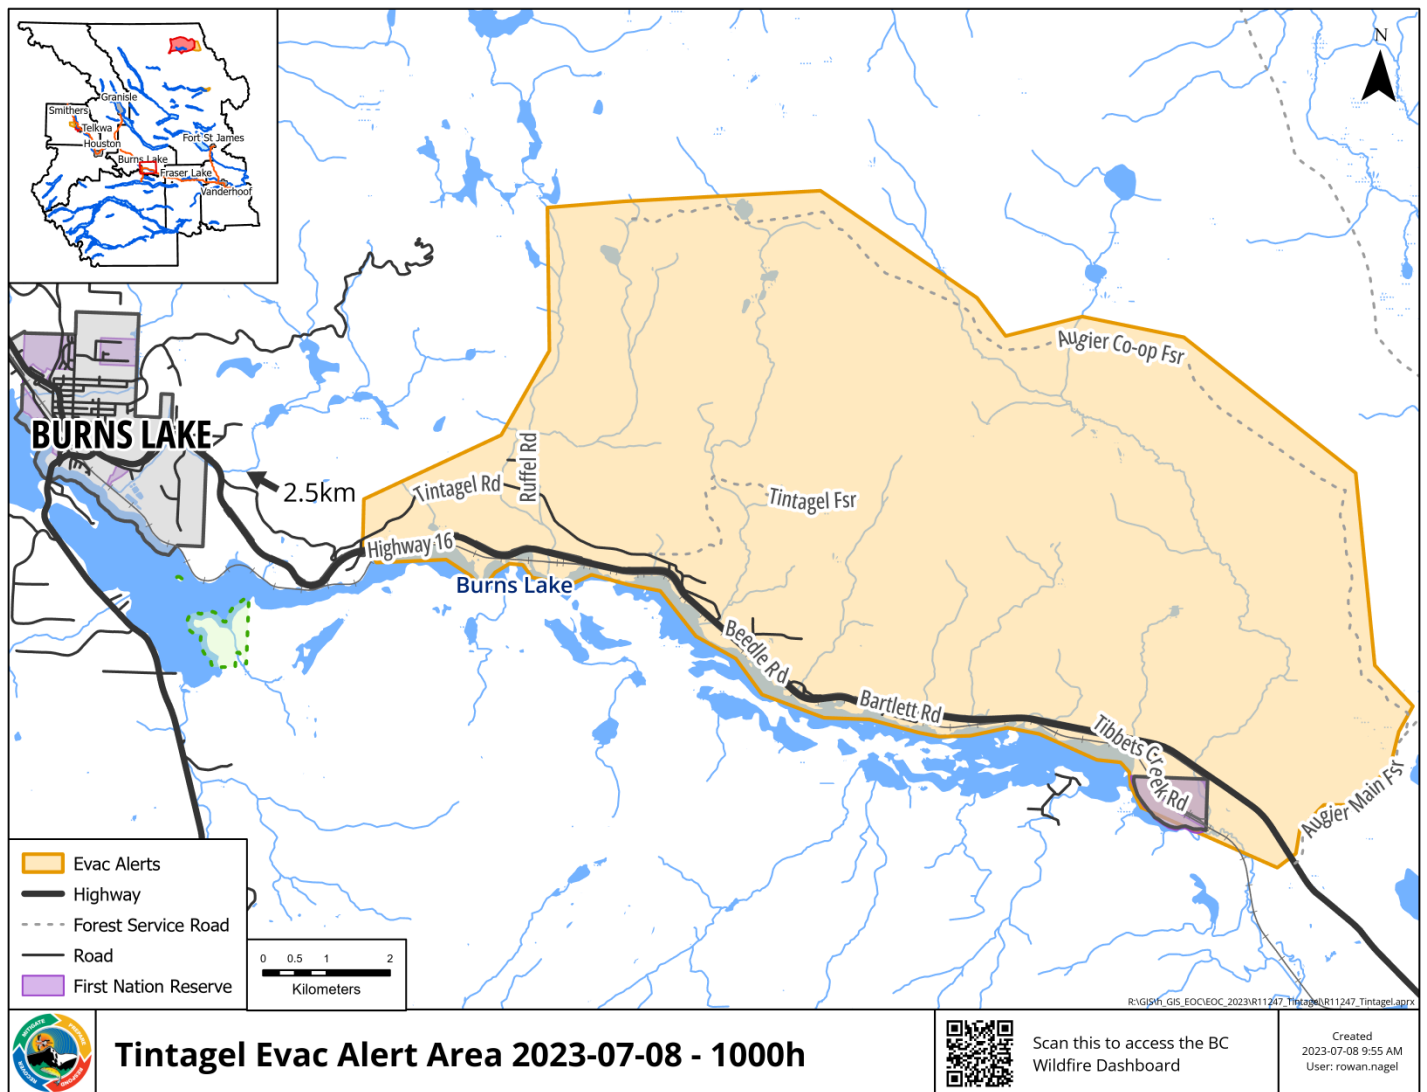 Granisle
Smithers
Telkwa
Houston
Fort St James
Burns Lake
Fraser Lake
Vanderhoof
N
Augier Co-op Fsr
BURNS LAKE
2.5km
Ruffel Rd
Tintagel Rd
Tintagel Fsr
Highway 16
Burns Lake
Beedle Rd
Bartlett Rd
Tibbets Creek Rd
Augier Main Fsr
Evac Alerts
Highway
Forest Service Road
Road
First Nation Reserve
0 0.5 1 2
Kilometers
R:\GIS\h_GIS_EOC\EOC_2023\R11247_Tintagel\R11247_Tintagel.aprx
MITIGATE
PREPARE
RESPOND
RECOVER
Tintagel Evac Alert Area 2023-07-08 - 1000h
Scan this to access the BC
Wildfire Dashboard
Created
2023-07-08 9:55 AM
User: rowan.nagel